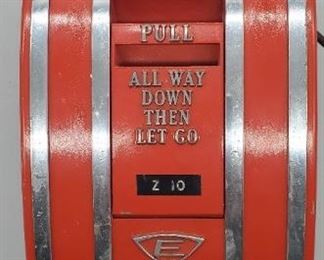 PULL
ALL WAY
DOWN
THEN
LET GO
Z 10
E